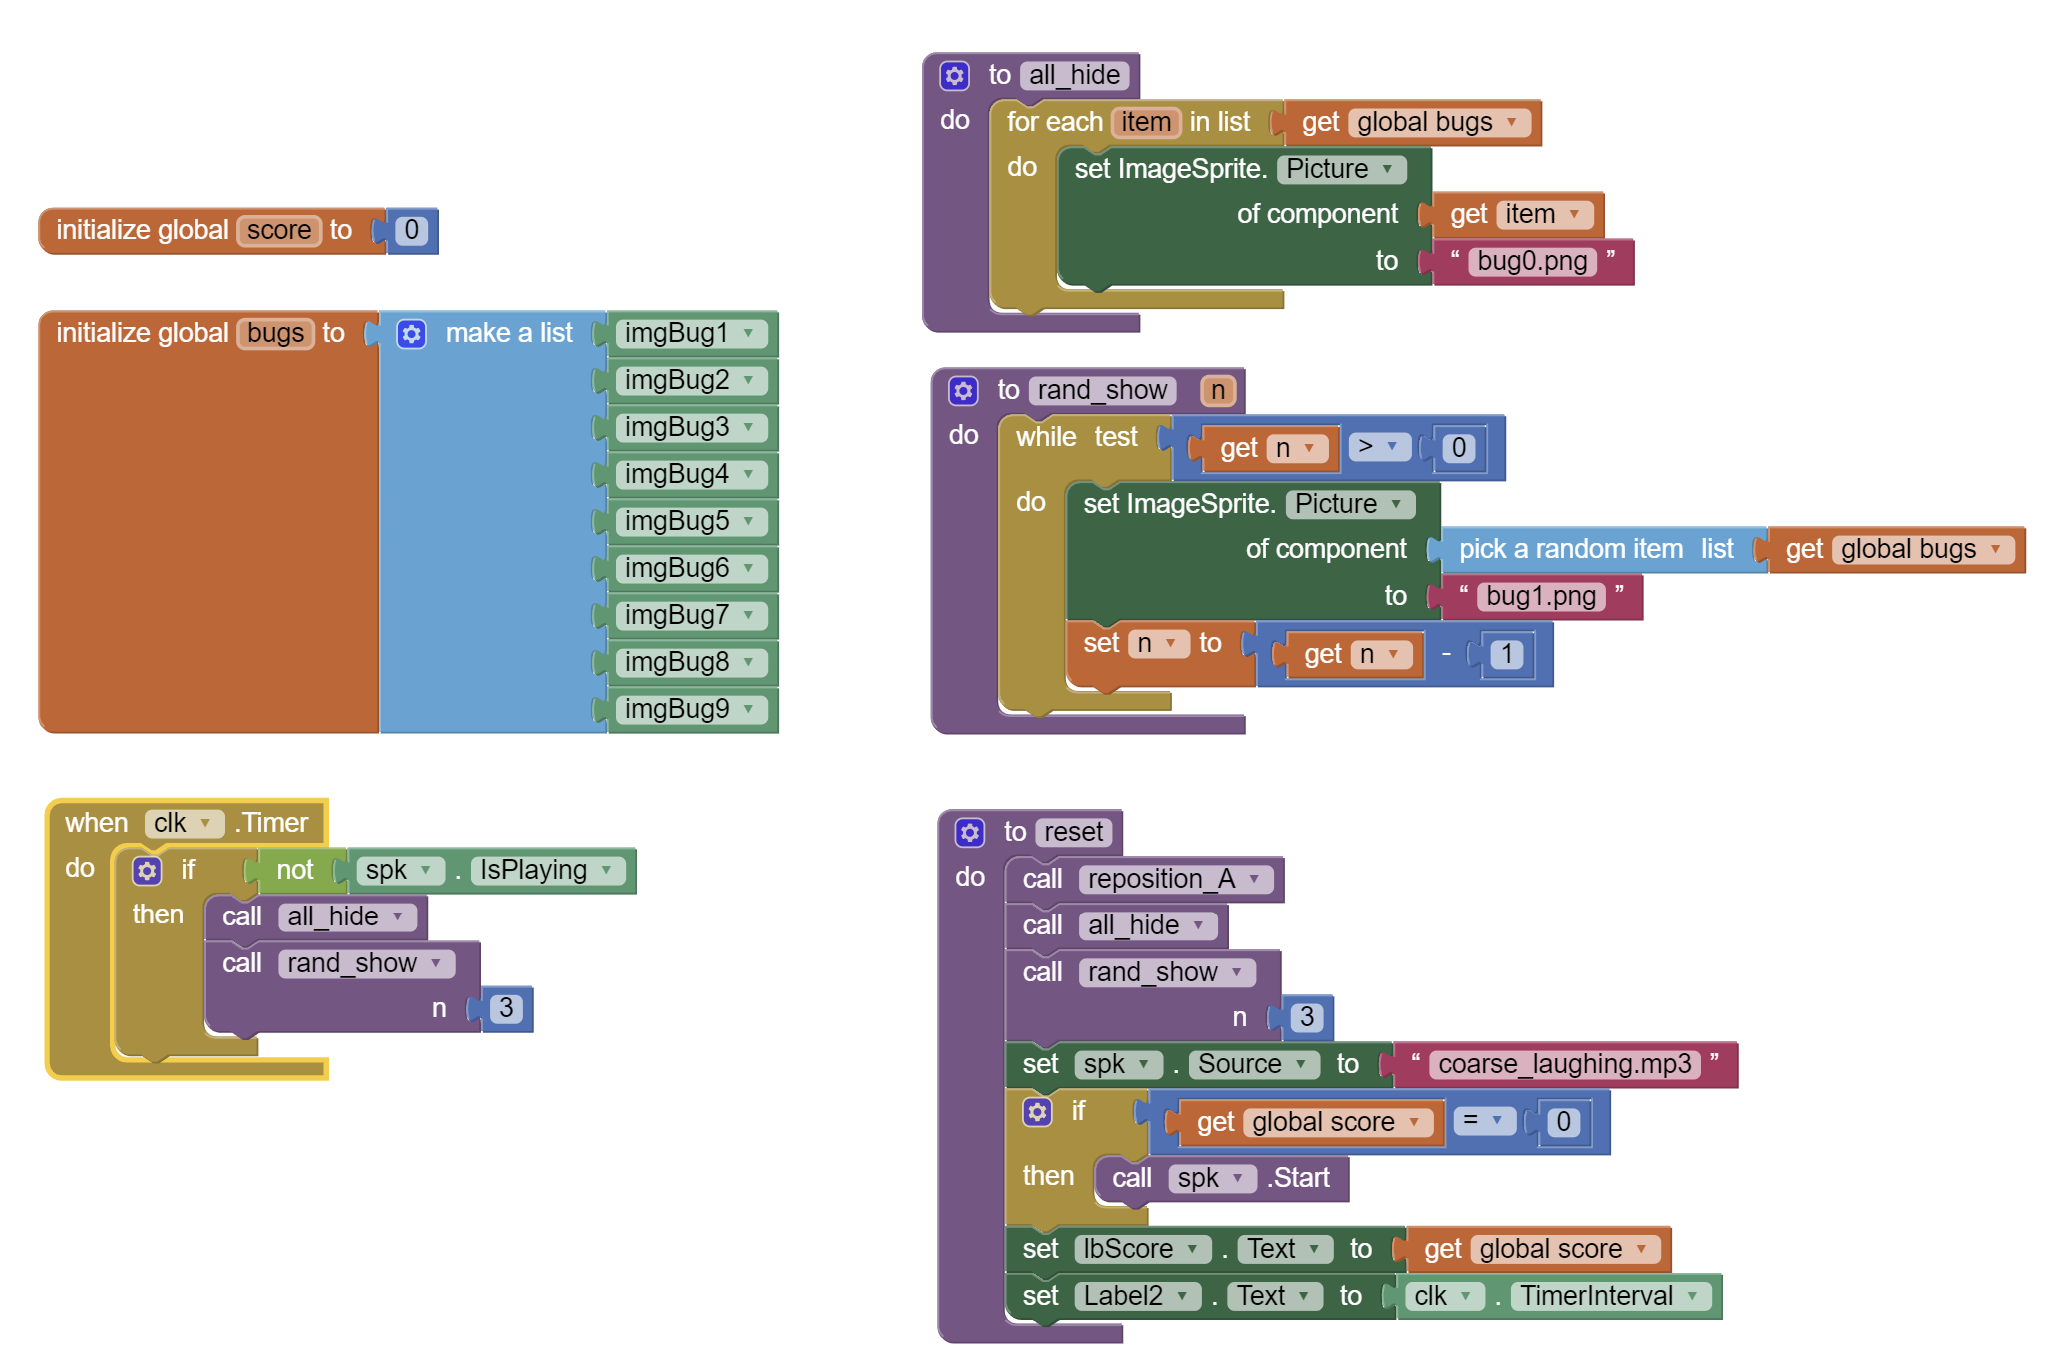 initialize global score to 0
initialize global bugs to make a list imgBug1
imgBug2
imgBug3
imgBug4
imgBug5
imgBug6
imgBug7
imgBug8
imgBug9
when clk .Timer
do if not spk . IsPlaying
then call all_hide
call rand_show
n 3
to all_hide
do for each item in list get global bugs
do set ImageSprite. Picture
of component get item
to " bug0.png "
to rand_show n
do while test get n > 0
do set ImageSprite. Picture
of component pick a random item list get global bugs
to " bug1.png "
set n to get n - 1
to reset
do call reposition_A
call all_hide
call rand_show
n 3
set spk . Source to " coarse_laughing.mp3 "
if get global score = 0
then call spk .Start
set lbScore . Text to get global score
set Label2 . Text to clk . TimerInterval